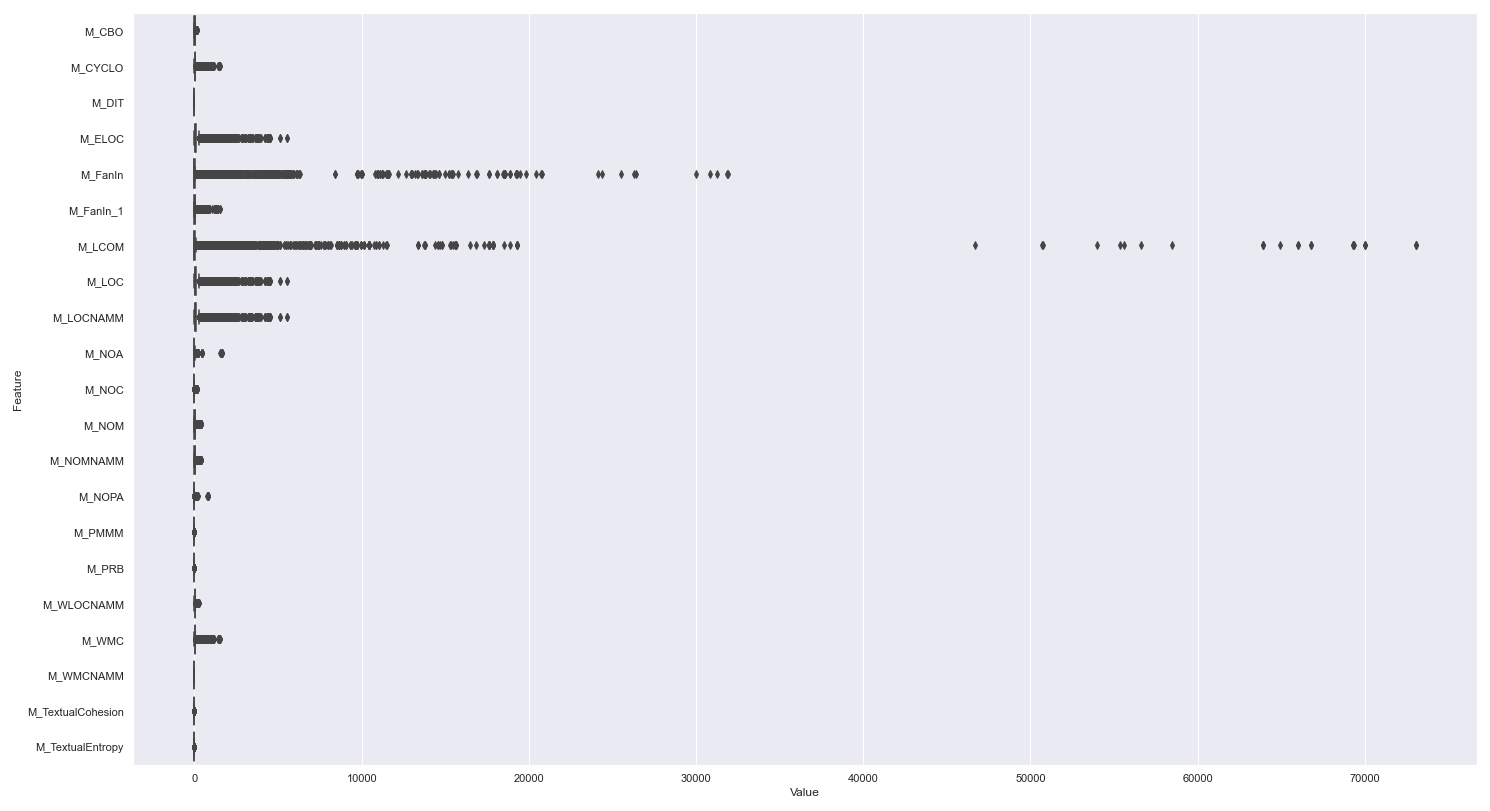 M_CBO
M_CYCLO
M_DIT
M_ELOC
M_FanIn
M_FanIn_1
M_LCOM
M_LOC
M_LOCNAMM
M_NOA
M_NOC
M_NOM
M_NOMNAMM
M_NOPA
M_PMMM
M_PRB
M_WLOCNAMM
M_WMC
M_WMCNAMM
M_TextualCohesion
M_TextualEntropy
Feature
0 10000 20000 30000 40000 50000 60000 70000
Value